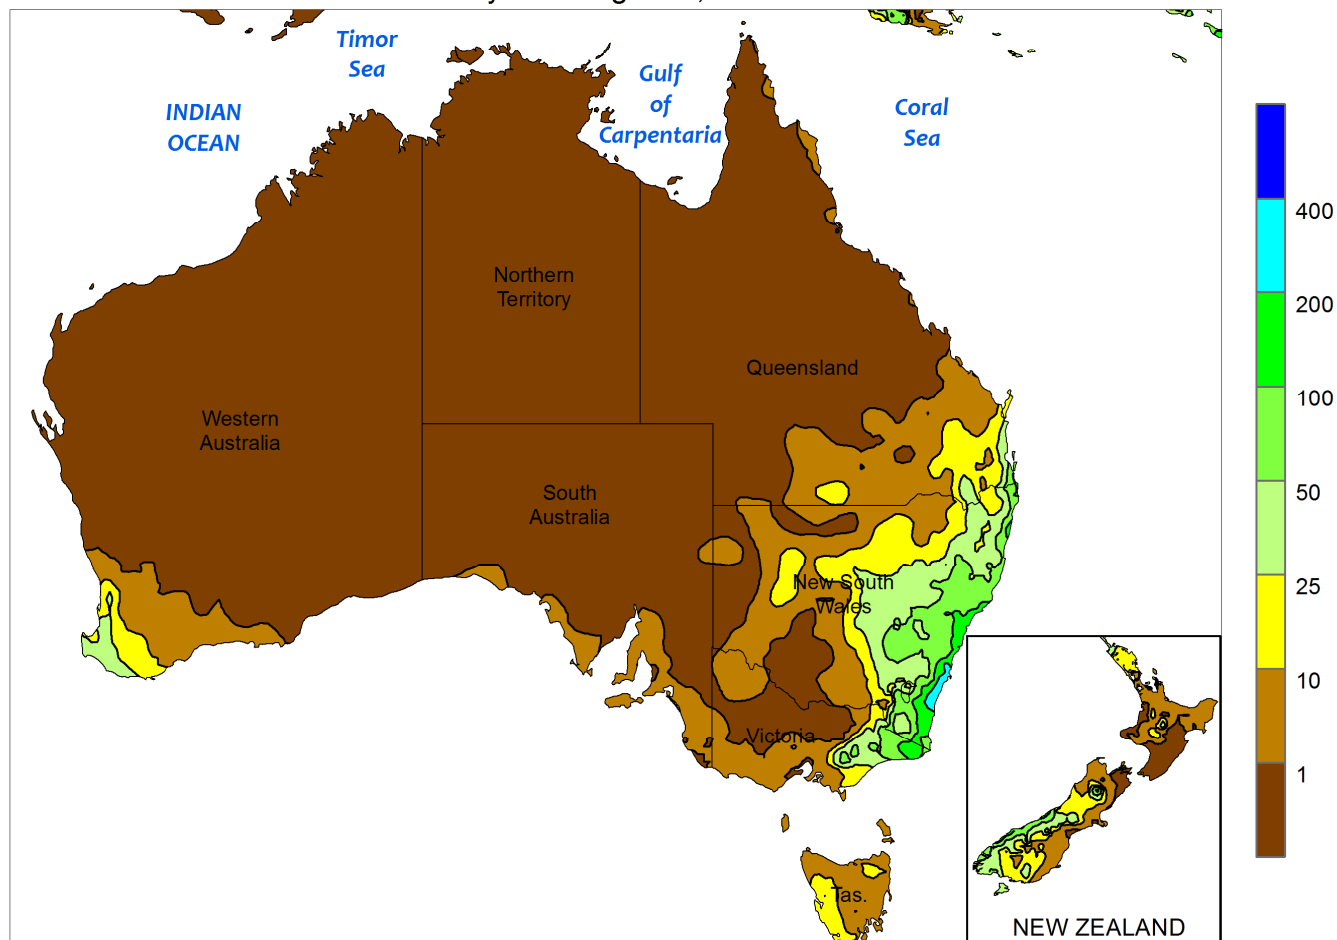 Timor
Sea
Gulf
of
Carpentaria
INDIAN
OCEAN
Coral
Sea
Northern
Territory
Queensland
Western
Australia
South
Australia
New South
Wales
Victoria
Tas.
NEW ZEALAND
400
200
100
50
25
10
1